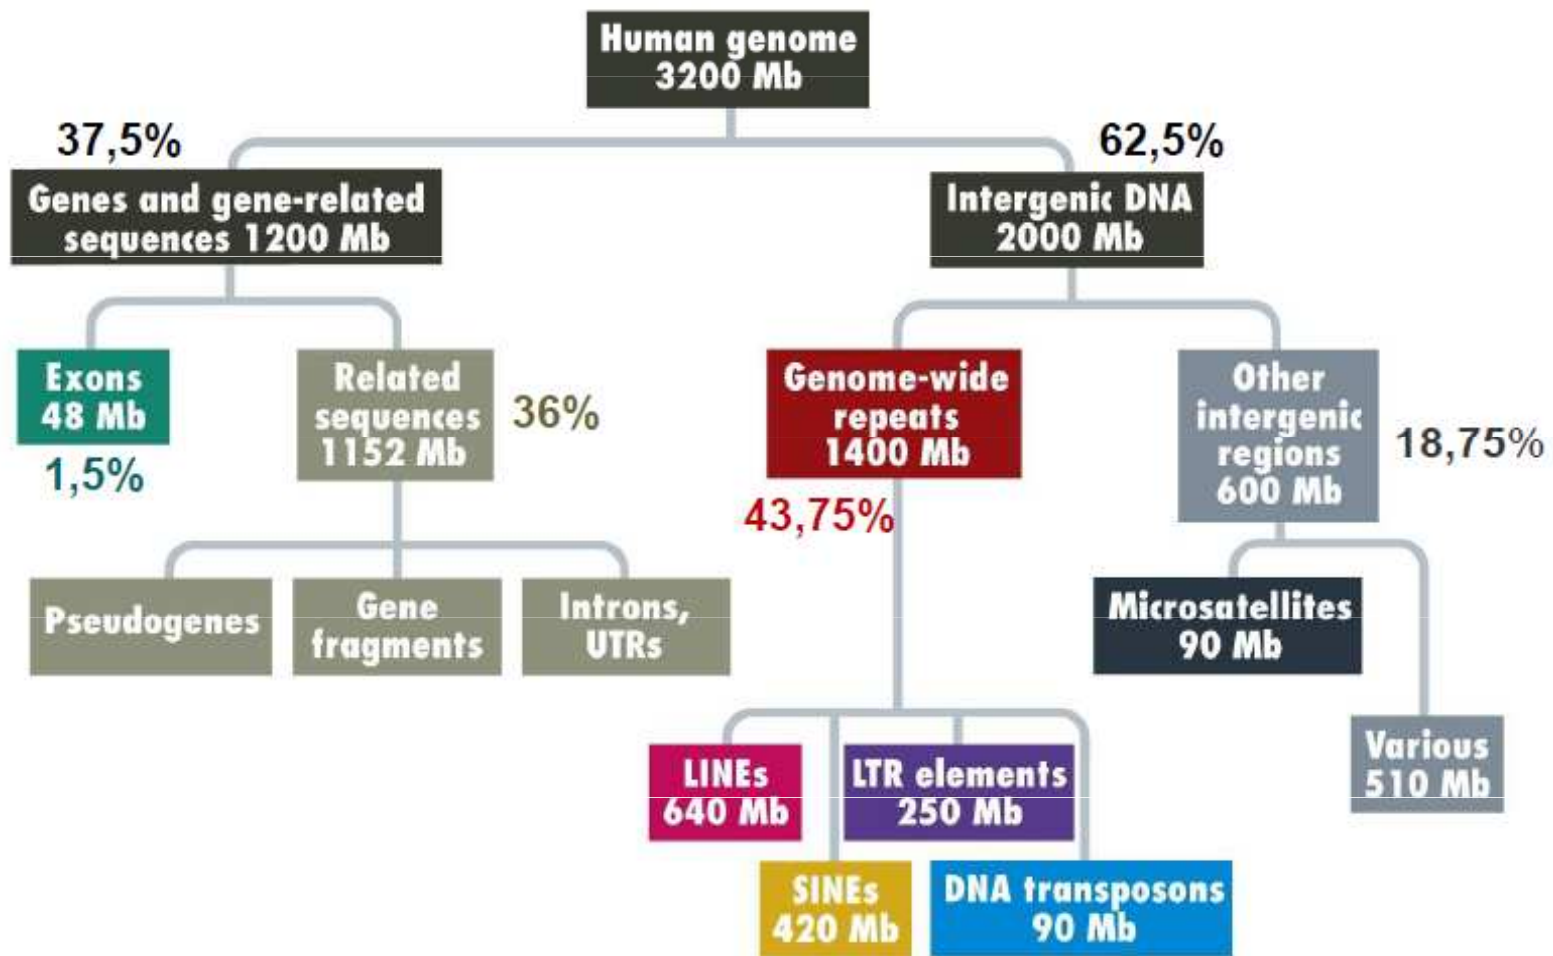 Human genome
3200 Mb
37,5%
62,5%
Genes and gene-related
sequences 1200 Mb
Intergenic DNA
2000 Mb
Exons
48 Mb
1,5%
Related
sequences
1152 Mb
36%
Genome-wide
repeats
1400 Mb
43,75%
Other
intergenic
regions
600 Mb
18,75%
Pseudogenes
Gene
fragments
Introns,
UTRs
Microsatellites
90 Mb
LINEs
640 Mb
LTR elements
250 Mb
Various
510 Mb
SINEs
420 Mb
DNA transposons
90 Mb